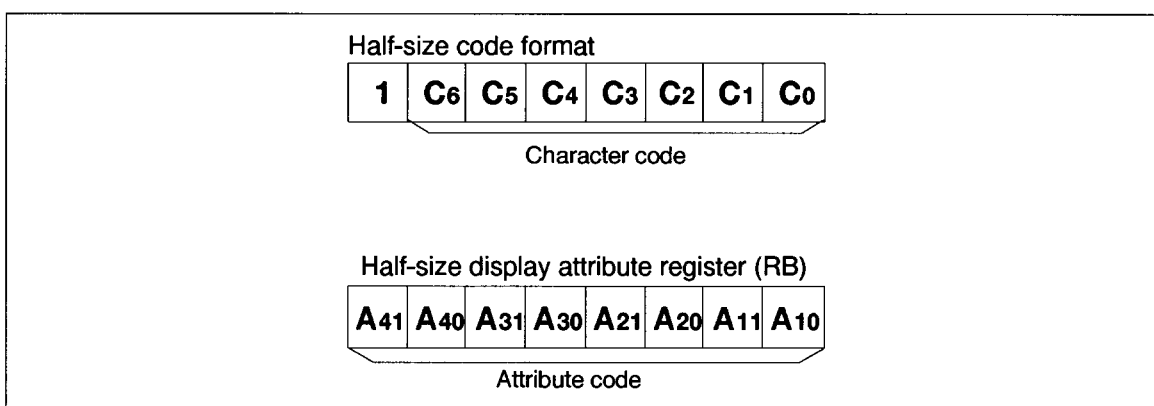 Half-size code format
1 C6 C5 C4 C3 C2 C1 C0
Character code
Half-size display attribute register (RB)
A41 A40 A31 A30 A21 A20 A11 A10
Attribute code